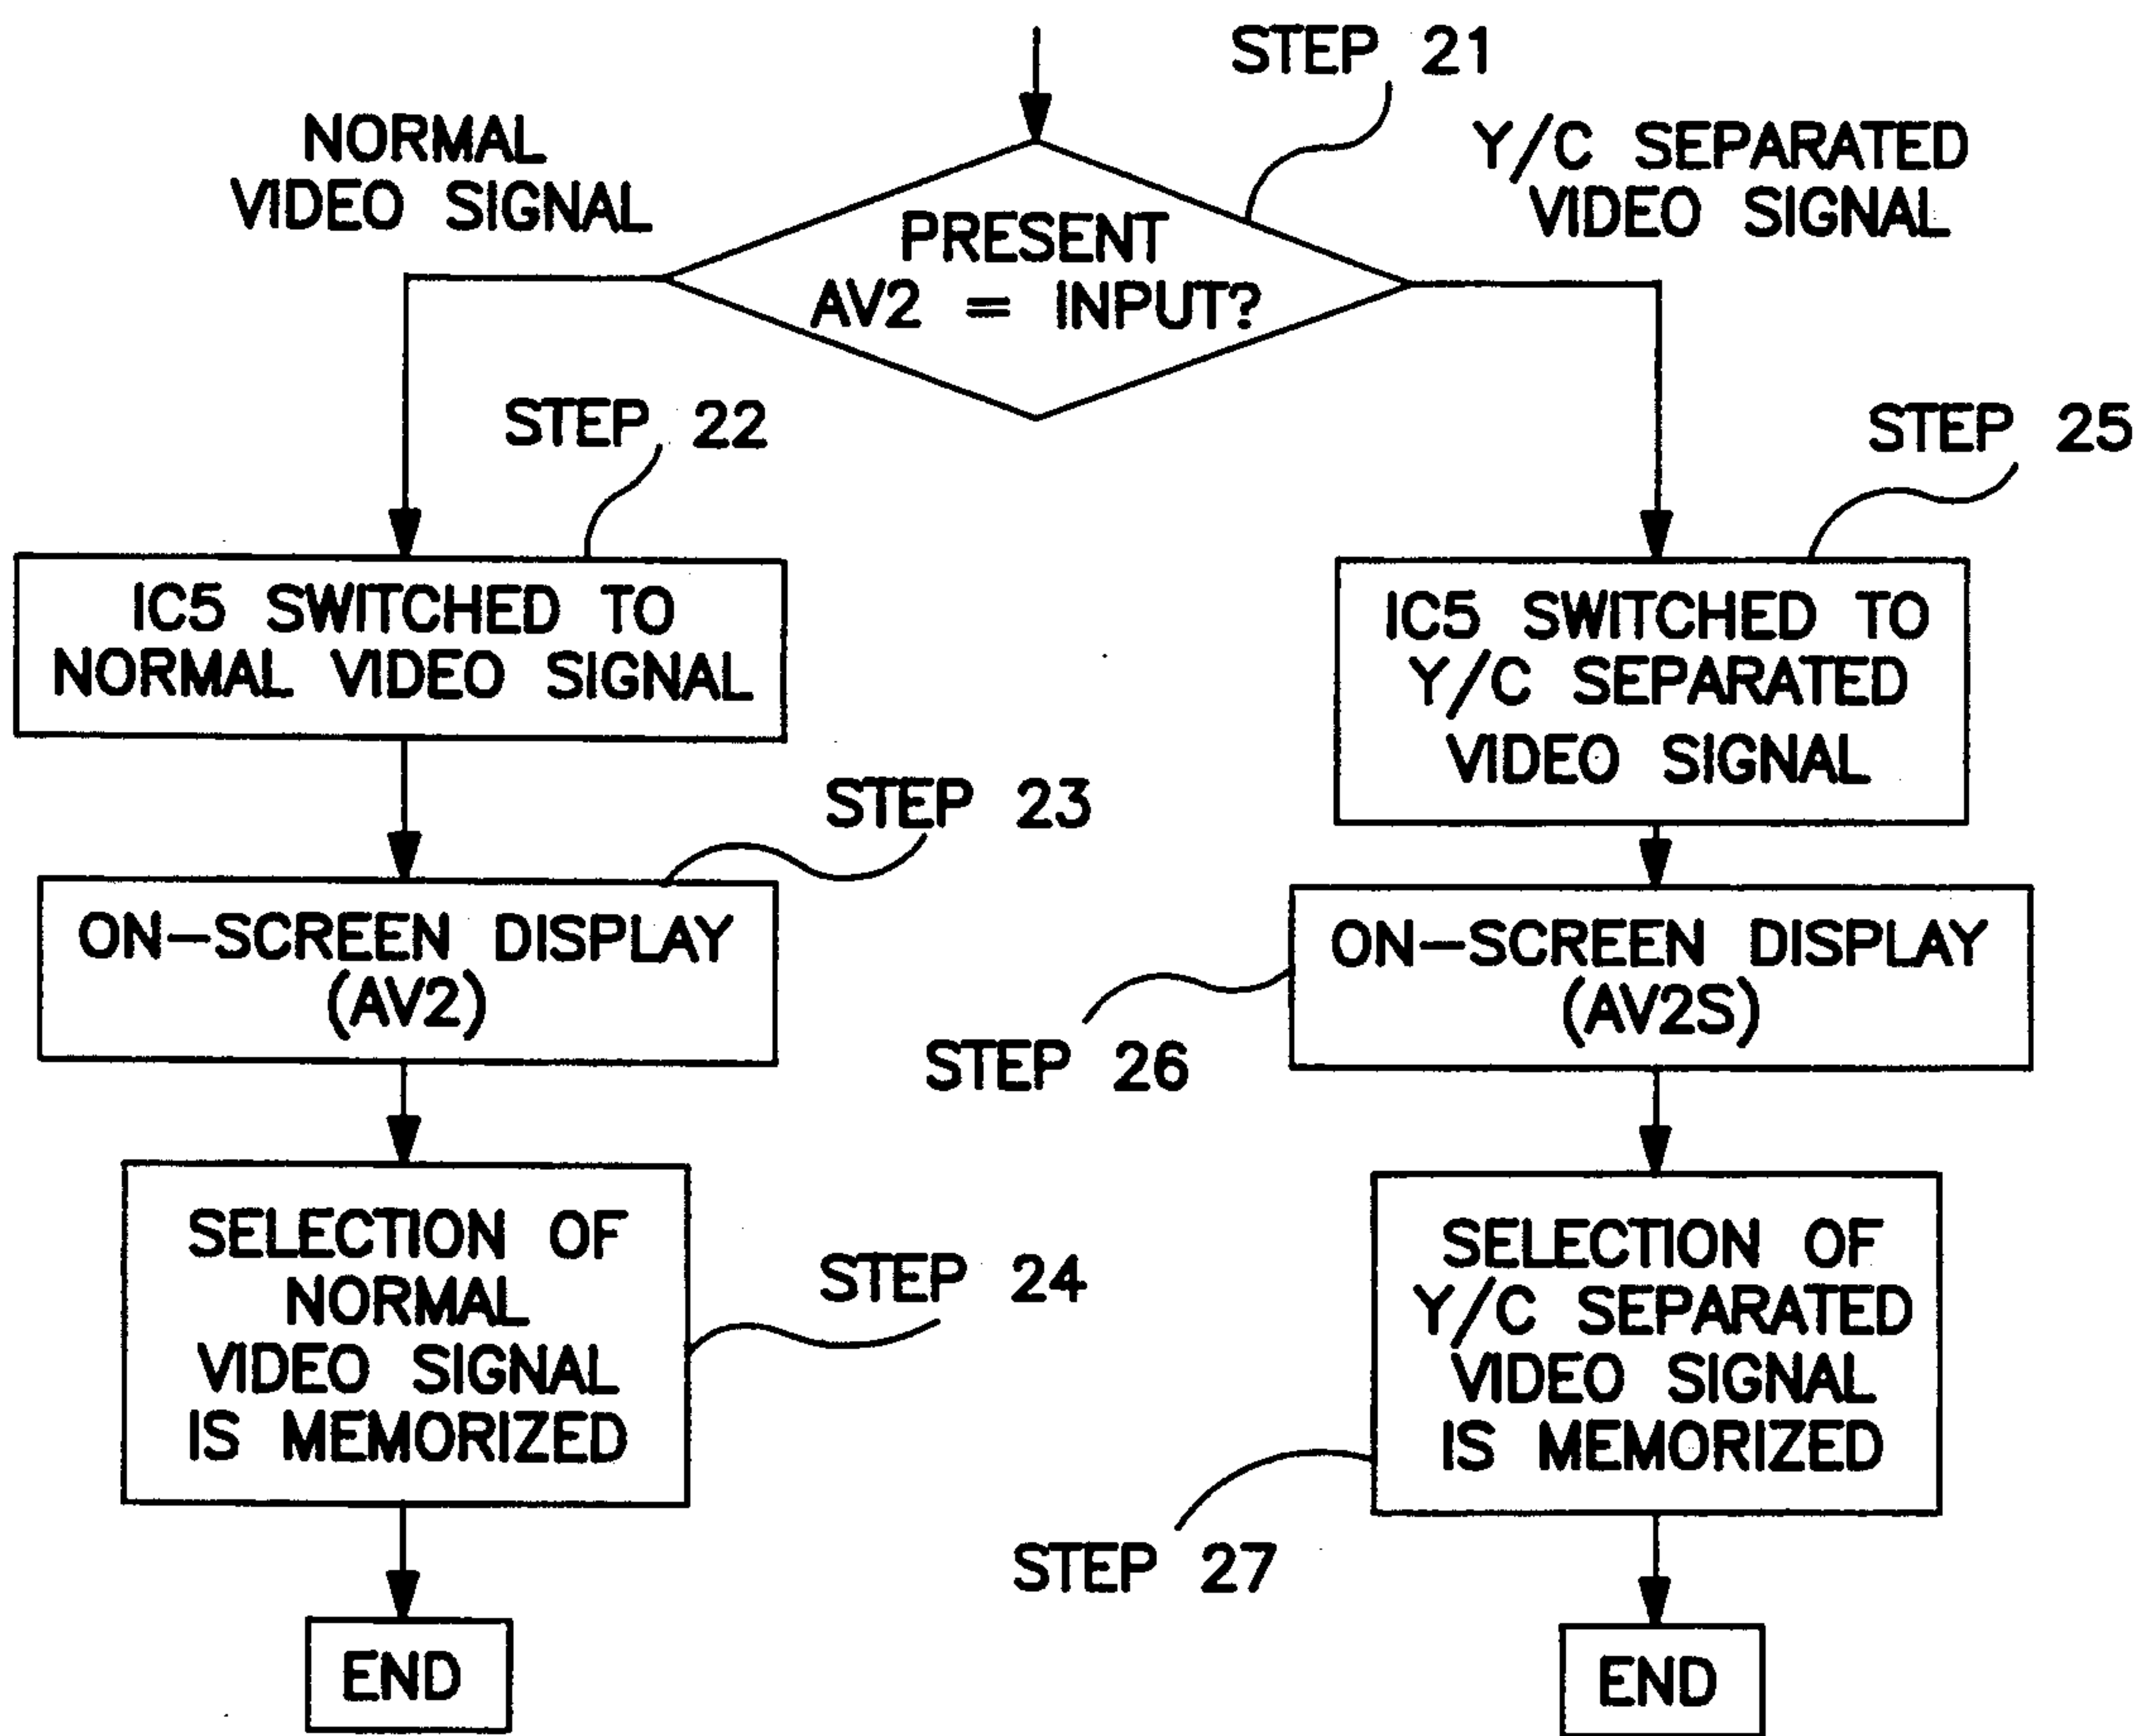 STEP 21
NORMAL
VIDEO SIGNAL
Y/C SEPARATED
VIDEO SIGNAL
PRESENT
AV2 = INPUT?
STEP 22
IC5 SWITCHED TO
NORMAL VIDEO SIGNAL
STEP 23
ON-SCREEN DISPLAY
(AV2)
SELECTION OF
NORMAL
VIDEO SIGNAL
IS MEMORIZED
STEP 24
END
STEP 25
IC5 SWITCHED TO
Y/C SEPARATED
VIDEO SIGNAL
ON-SCREEN DISPLAY
(AV2S)
STEP 26
SELECTION OF
Y/C SEPARATED
VIDEO SIGNAL
IS MEMORIZED
STEP 27
END